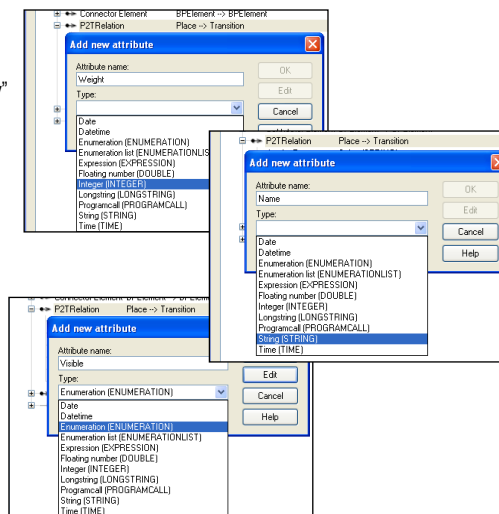 Connector Element BPElement --> BPElement
P2TRelation Place --> Transition
Add new attribute
Attribute name:
Weight
Type:
OK
Edit
Cancel
Date
Datetime
Enumeration (ENUMERATION)
Enumeration list (ENUMERATIONLIS
Expression (EXPRESSION)
Floating number (DOUBLE)
Integer (INTEGER)
Longstring (LONGSTRING)
Programcall (PROGRAMCALL)
String (STRING)
Time (TIME)
P2TRelation Place --> Transition
Add new attribute
Attribute name:
Name
Type:
OK
Edit
Cancel
Help
Date
Datetime
Enumeration (ENUMERATION)
Enumeration list (ENUMERATIONLIST)
Expression (EXPRESSION)
Floating number (DOUBLE)
Integer (INTEGER)
Longstring (LONGSTRING)
Programcall (PROGRAMCALL)
String (STRING)
Time (TIME)
P2TRelation Place --> Transition
Add new attribute
Attribute name:
Visible
Type:
Enumeration (ENUMERATION)
Edit
Cancel
Help
Date
Datetime
Enumeration (ENUMERATION)
Enumeration list (ENUMERATIONLIST)
Expression (EXPRESSION)
Floating number (DOUBLE)
Integer (INTEGER)
Longstring (LONGSTRING)
Programcall (PROGRAMCALL)
String (STRING)
Time (TIME)